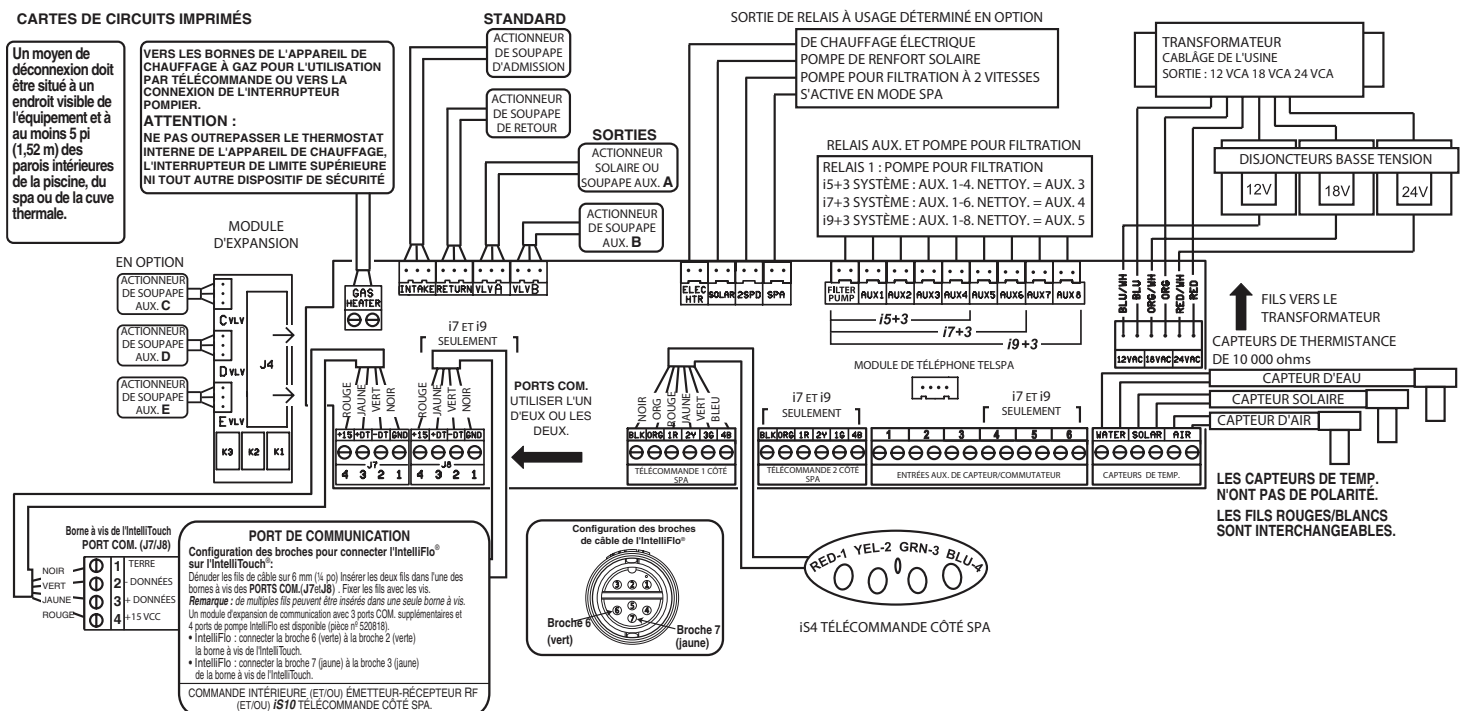 CARTES DE CIRCUITS IMPRIMÉS
Un moyen de
déconnexion doit
être situé à un
endroit visible de
l'équipement et à
au moins 5 pi
(1,52 m) des
parois intérieures
de la piscine, du
spa ou de la cuve
thermale.
VERS LES BORNES DE L'APPAREIL DE
CHAUFFAGE À GAZ POUR L'UTILISATION
PAR TÉLÉCOMMANDE OU VERS LA
CONNEXION DE L'INTERRUPTEUR
POMPIER.
ATTENTION :
NE PAS OUTREPASSER LE THERMOSTAT
INTERNE DE L'APPAREIL DE CHAUFFAGE,
L'INTERRUPTEUR DE LIMITE SUPÉRIEURE
NI TOUT AUTRE DISPOSITIF DE SÉCURITÉ
STANDARD
ACTIONNEUR
DE SOUPAPE
D'ADMISSION
ACTIONNEUR
DE SOUPAPE
DE RETOUR
SORTIES
ACTIONNEUR
SOLAIRE OU
SOUPAPE AUX. A
ACTIONNEUR
DE SOUPAPE
AUX. B
SORTIE DE RELAIS À USAGE DÉTERMINÉ EN OPTION
DE CHAUFFAGE ÉLECTRIQUE
POMPE DE RENFORT SOLAIRE
POMPE POUR FILTRATION À 2 VITESSES
S'ACTIVE EN MODE SPA
RELAIS AUX. ET POMPE POUR FILTRATION
RELAIS 1 : POMPE POUR FILTRATION
i5+3 SYSTÈME : AUX. 1-4. NETTOY. = AUX. 3
i7+3 SYSTÈME : AUX. 1-6. NETTOY. = AUX. 4
i9+3 SYSTÈME : AUX. 1-8. NETTOY. = AUX. 5
TRANSFORMATEUR
CABLÂGE DE L'USINE
SORTIE : 12 VCA 18 VCA 24 VCA
DISJONCTEURS BASSE TENSION
12V 18V 24V
MODULE
D'EXPANSION
EN OPTION
ACTIONNEUR
DE SOUPAPE
AUX. C
ACTIONNEUR
DE SOUPAPE
AUX. D
ACTIONNEUR
DE SOUPAPE
AUX. E
C VLV
D VLV
E VLV
J4
K3 K2 K1
GAS
HEATER
INTAKE RETURN VLVA VLVB
ELEC
HTR SOLAR 2SPD SPA
FILTER
PUMP AUX1 AUX2 AUX3 AUX4 AUX5 AUX6 AUX7 AUX8
i5+3
i7+3
i9+3
BLU/WH
BLU
ORG/WH
ORG
RED/WH
RED
12VAC 18VAC 24VAC
FILS VERS LE
TRANSFORMATEUR
CAPTEURS DE THERMISTANCE
DE 10 000 ohms
CAPTEUR D'EAU
CAPTEUR SOLAIRE
CAPTEUR D'AIR
LES CAPTEURS DE TEMP.
N'ONT PAS DE POLARITÉ.
LES FILS ROUGES/BLANCS
SONT INTERCHANGEABLES.
i7 ET i9
SEULEMENT
ROUGE
JAUNE
VERT
NOIR
ROUGE
JAUNE
VERT
NOIR
+15 +DT -DT GND
J7
4 3 2 1
+15 +DT -DT GND
J8
4 3 2 1
PORTS COM.
UTILISER L'UN
D'EUX OU LES
DEUX.
NOIR
ORG
ROUGE
JAUNE
VERT
BLEU
BLK ORG 1R 2Y 3G 4B
TÉLÉCOMMANDE 1 CÔTÉ
SPA
i7 ET i9
SEULEMENT
BLK ORG 1R 2Y 1G 4B
TÉLÉCOMMANDE 2 CÔTÉ
SPA
MODULE DE TÉLÉPHONE TELSPA
i7 ET i9
SEULEMENT
1 2 3 4 5 6
ENTRÉES AUX. DE CAPTEUR/COMMUTATEUR
WATER SOLAR AIR
CAPTEURS DE TEMP.
Borne à vis de l'IntelliTouch
PORT COM. (J7/J8)
NOIR
VERT
JAUNE
ROUGE
1 TERRE
2 - DONNÉES
3 + DONNÉES
4 +15 VCC
PORT DE COMMUNICATION
Configuration des broches pour connecter l'IntelliFlo®
sur l'IntelliTouch®:
Dénuder les fils de câble sur 6 mm (¼ po) Insérer les deux fils dans l'une des
bornes à vis des PORTS COM.(J7etJ8) . Fixer les fils avec les vis.
Remarque : de multiples fils peuvent être insérés dans une seule borne à vis.
Un module d'expansion de communication avec 3 ports COM. supplémentaires et
4 ports de pompe IntelliFlo est disponible (pièce nº 520818).
• IntelliFlo : connecter la broche 6 (verte) à la broche 2 (verte)
la borne à vis de l'IntelliTouch.
• IntelliFlo : connecter la broche 7 (jaune) à la broche 3 (jaune)
de la borne à vis de l'IntelliTouch.
COMMANDE INTÉRIEURE (ET/OU) ÉMETTEUR-RÉCEPTEUR RF
(ET/OU) iS10 TÉLÉCOMMANDE CÔTÉ SPA.
Configuration des broches
de câble de l'IntelliFlo®
3 2 1
6 5 4
7
Broche 6
(vert)
Broche 7
(jaune)
RED-1 YEL-2 GRN-3 BLU-4
iS4 TÉLÉCOMMANDE CÔTÉ SPA